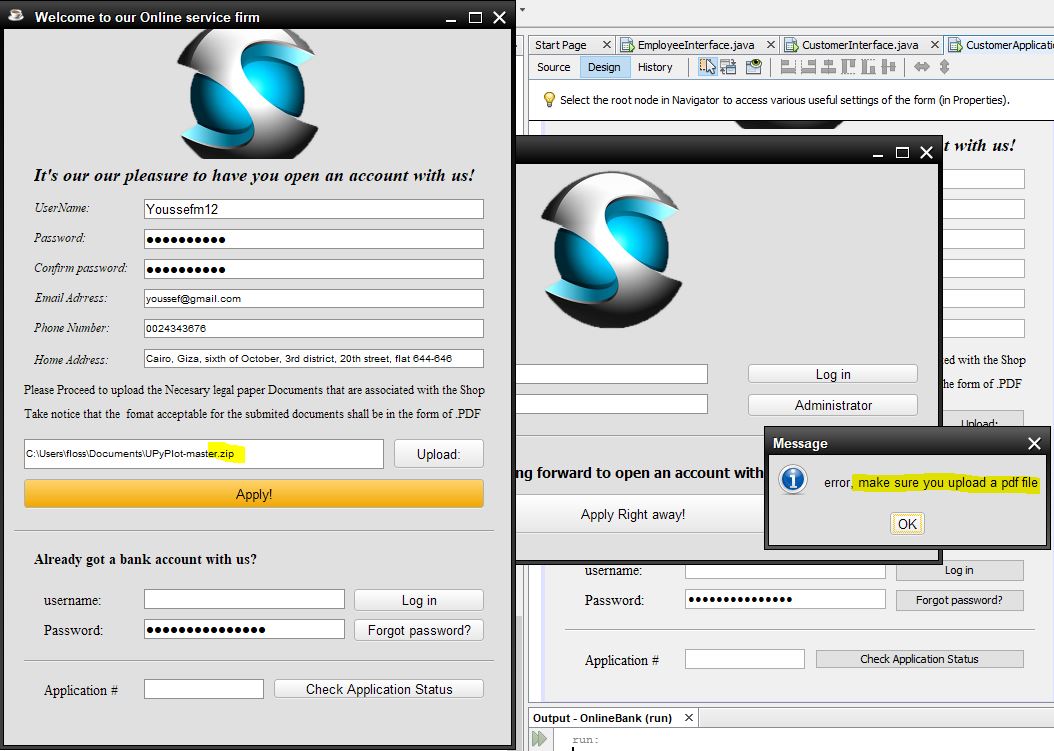 Welcome to our Online service firm
It's our our pleasure to have you open an account with us!
UserName:
Youssefm12
Password:
Confirm password:
Email Adrress:
youssef@gmail.com
Phone Number:
0024343676
Home Address:
Cairo, Giza, sixth of October, 3rd district, 20th street, flat 644-646
Please Proceed to upload the Necesary legal paper Documents that are associated with the Shop
Take notice that the fomat acceptable for the submited documents shall be in the form of .PDF
C:\Users\floss\Documents\UPyPlot-master.zip
Upload:
Apply!
Already got a bank account with us?
username:
Log in
Password:
Forgot password?
Application #
Check Application Status
Start Page
EmployeeInterface.java
CustomerInterface.java
CustomerApplicatio
Source
Design
History
Select the root node in Navigator to access various useful settings of the form (in Properties).
t with us!
Log in
Administrator
ed with the Shop
he form of .PDF
Upload:
ng forward to open an account with
Apply Right away!
Message
error, make sure you upload a pdf file
OK
username:
Log in
Password:
Forgot password?
Application #
Check Application Status
Output - OnlineBank (run)
run: